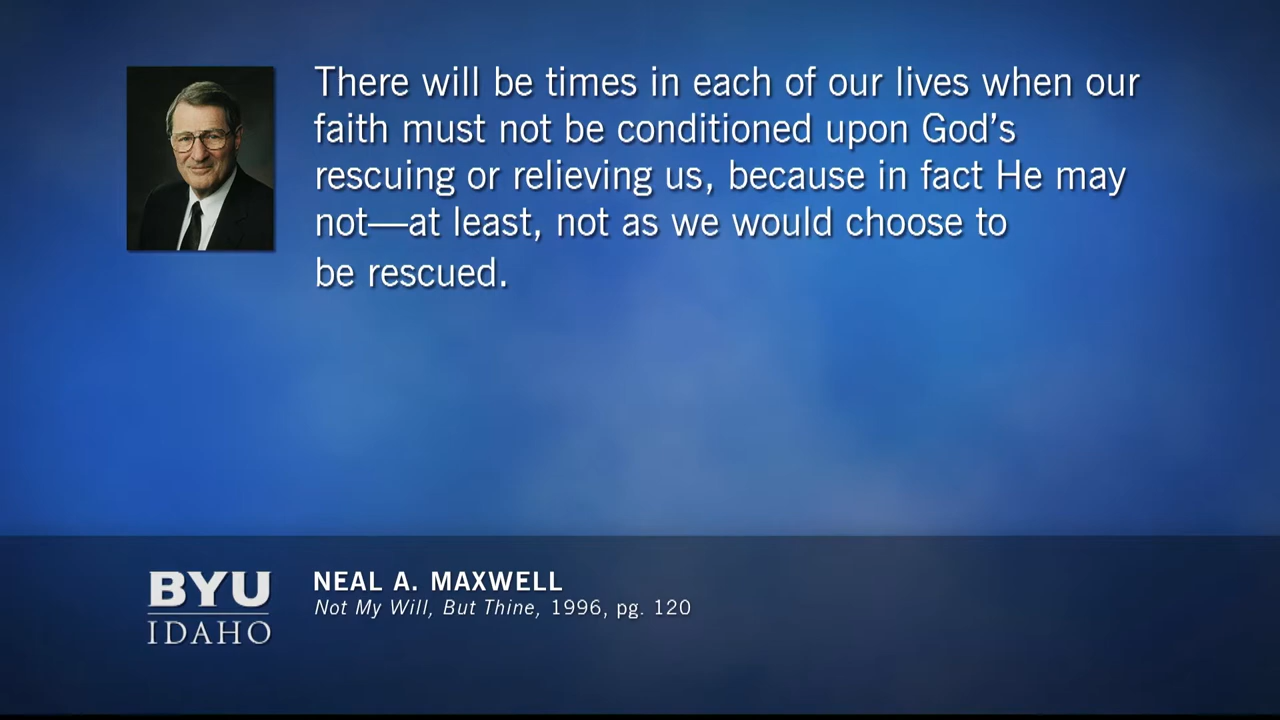 There will be times in each of our lives when our
faith must not be conditioned upon God’s
rescuing or relieving us, because in fact He may
not—at least, not as we would choose to
be rescued.
BYU
IDAHO
NEAL A. MAXWELL
Not My Will, But Thine, 1996, pg. 120